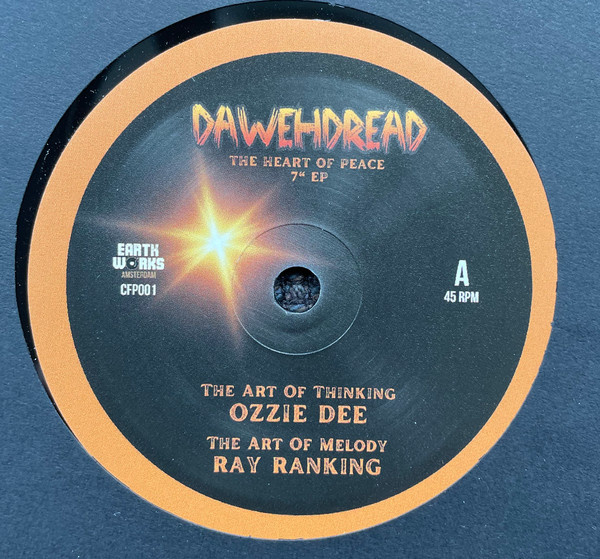 DAWEHDREAD
THE HEART OF PEACE
7" EP
EARTH
WORKS
AMSTERDAM
CFP001
A
45 RPM
THE ART OF THINKING
OZZIE DEE
THE ART OF MELODY
RAY RANKING